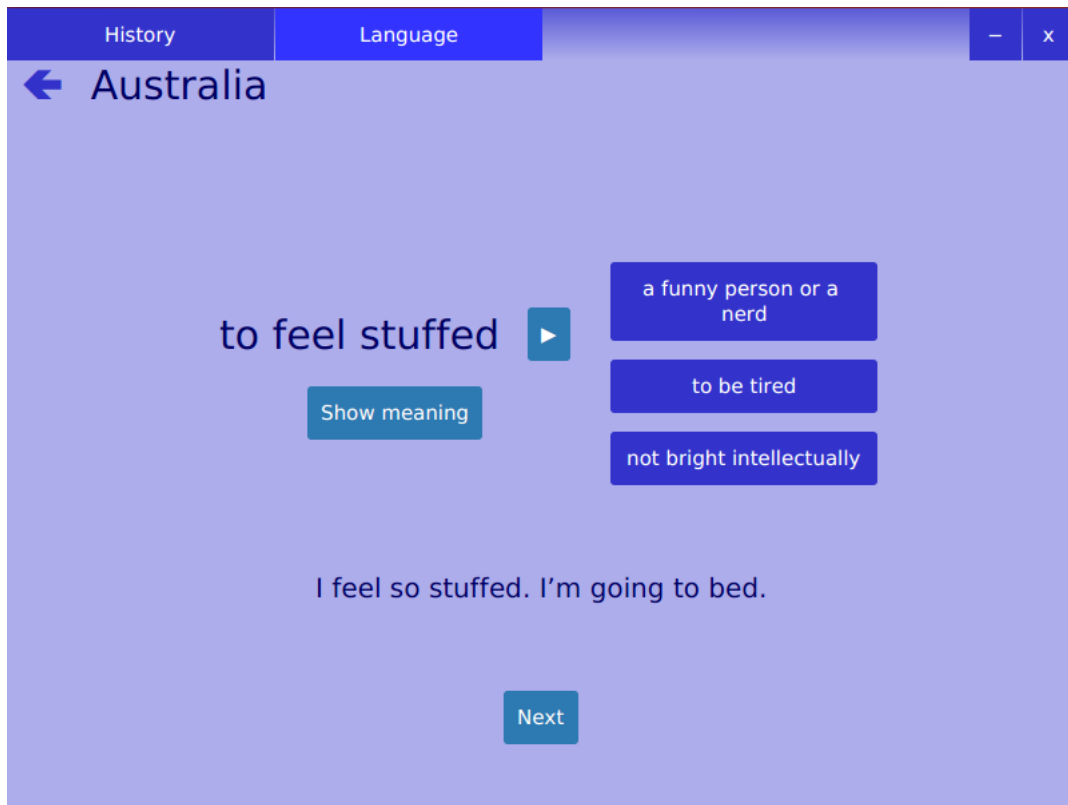 History
Language
– x
Australia
to feel stuffed
Show meaning
a funny person or a
nerd
to be tired
not bright intellectually
I feel so stuffed. I’m going to bed.
Next